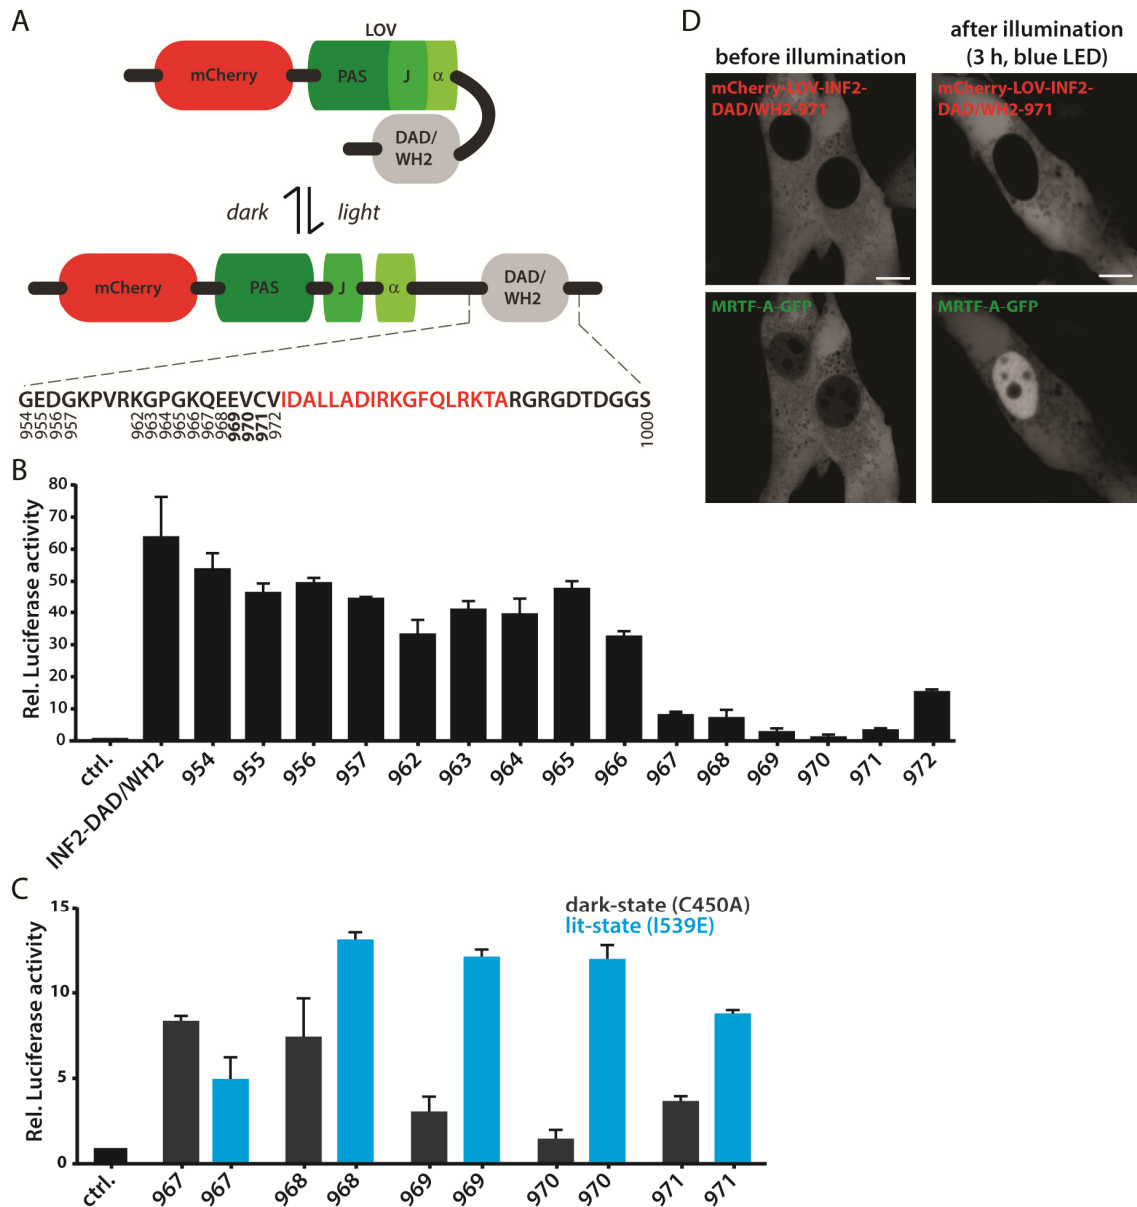 A
LOV
mCherry
PAS
J
α
DAD/
WH2
dark
light
mCherry
PAS
J
α
DAD/
WH2
GEDGKPVRKGPGKQEEVCVIDALLADIRKGFQLRKTARGRGDTDGGS
954
955
956
957
962
963
964
965
966
967
968
969
970
971
972
1000
D
before illumination
after illumination
(3 h, blue LED)
mCherry-LOV-INF2-
DAD/WH2-971
mCherry-LOV-INF2-
DAD/WH2-971
MRTF-A-GFP
MRTF-A-GFP
B
Rel. Luciferase activity
80
70
60
50
40
30
20
10
0
ctrl.
INF2-DAD/WH2
954
955
956
957
962
963
964
965
966
967
968
969
970
971
972
C
Rel. Luciferase activity
15
10
5
0
dark-state (C450A)
lit-state (I539E)
ctrl.
967
967
968
968
969
969
970
970
971
971